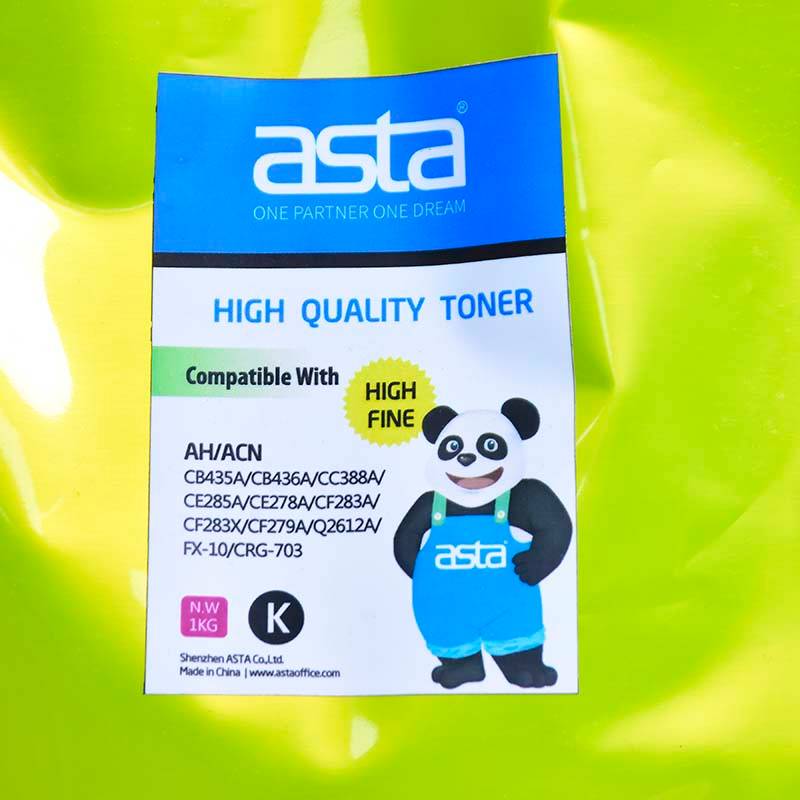 asta®
ONE PARTNER ONE DREAM
HIGH QUALITY TONER
Compatible With
HIGH
FINE
AH/ACN
CB435A/CB436A/CC388A/
CE285A/CE278A/CF283A/
CF283X/CF279A/Q2612A/
FX-10/CRG-703
asta
N.W
1KG
K
Shenzhen ASTA Co.,Ltd.
Made in China | www.astaoffice.com